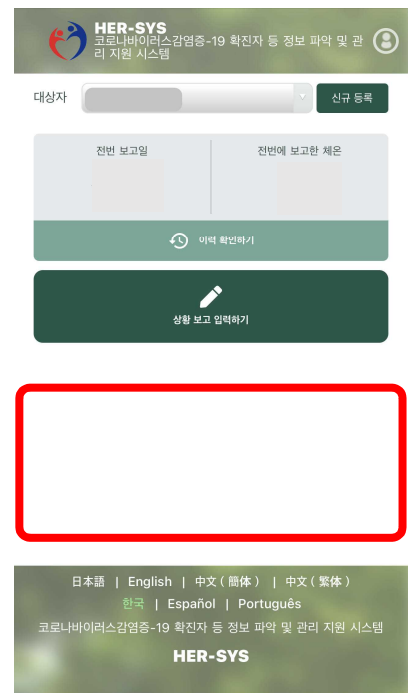 HER-SYS
코로나바이러스감염증-19 확진자 등 정보 파악 및 관
리 지원 시스템
대상자
신규 등록
전번 보고일
전번에 보고한 체온
이력 확인하기
상황 보고 입력하기
日本語 | English | 中文 ( 簡体 ) | 中文 ( 繁体 )
한국 | Español | Português
코로나바이러스감염증-19 확진자 등 정보 파악 및 관리 지원 시스템
HER-SYS